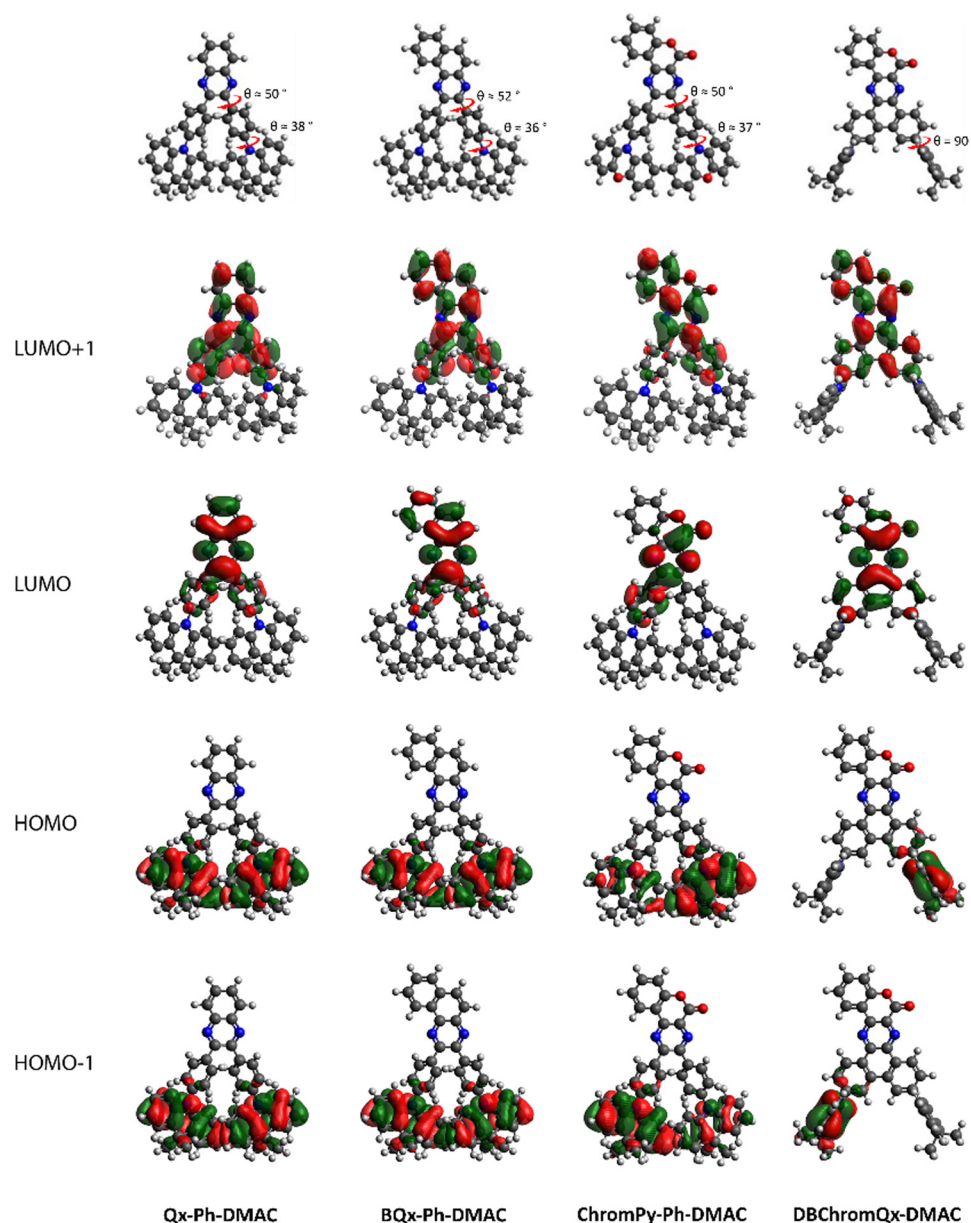 θ ≈ 50 °
θ ≈ 38 °
θ ≈ 52 °
θ ≈ 36 °
θ ≈ 50 °
θ ≈ 37 °
θ = 90
LUMO+1
LUMO
HOMO
HOMO-1
Qx-Ph-DMAC BQx-Ph-DMAC ChromPy-Ph-DMAC DBChromQx-DMAC